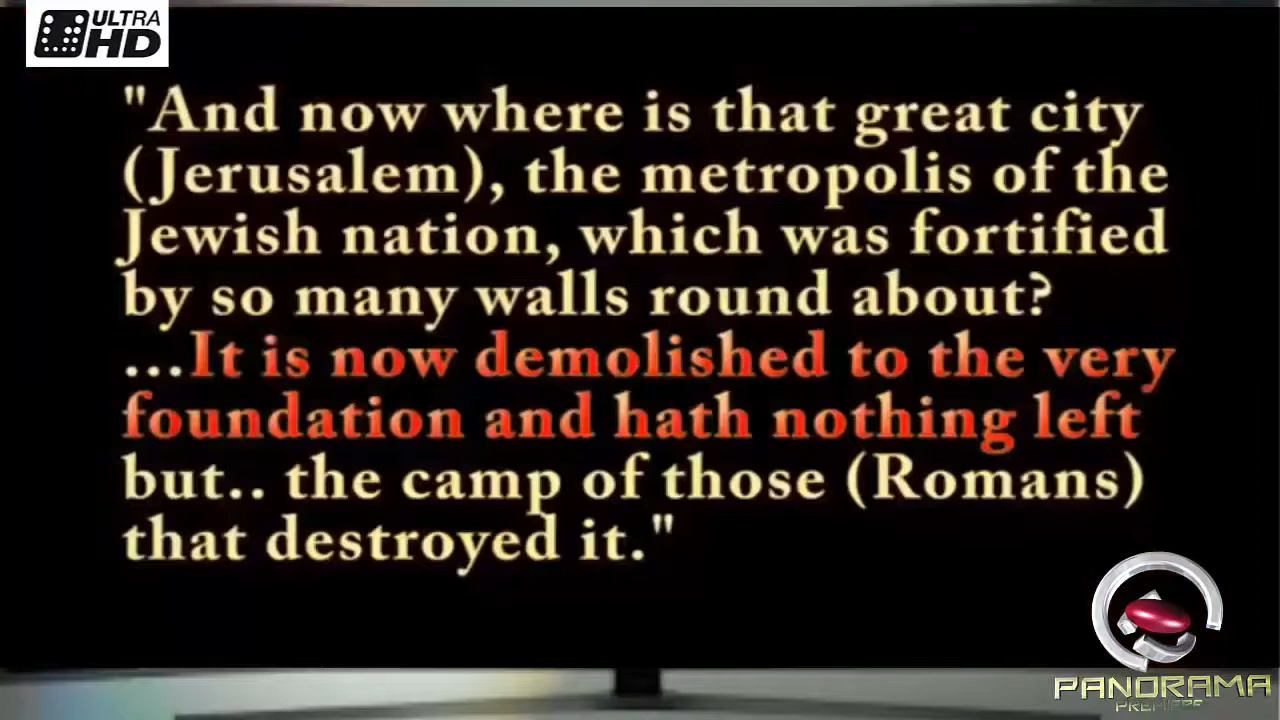 ULTRA
HD
"And now where is that great city
(Jerusalem), the metropolis of the
Jewish nation, which was fortified
by so many walls round about?
...It is now demolished to the very
foundation and hath nothing left
but.. the camp of those (Romans)
that destroyed it."
PANORAMA
PREMIERE